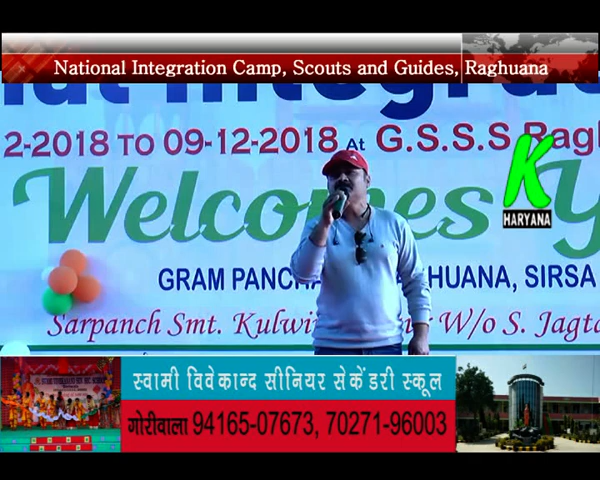 National Integration Camp, Scouts and Guides, Raghuana
2-2018 TO 09-12-2018 At G.S.S.S Ragh
Welcomes Y
K
HARYANA
GRAM PANCHA HUANA, SIRSA
Sarpanch Smt. Kulwi W/o S. Jagta
स्वामी विवेकान्द सीनियर सेकेंडरी स्कूल
गोरीवाला 94165-07673, 70271-96003